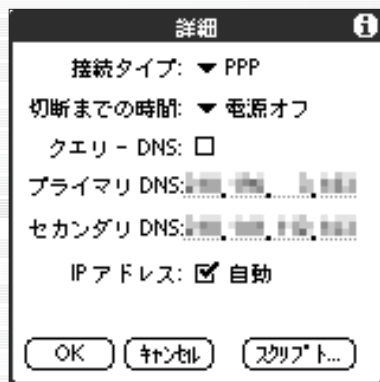 詳細
接続タイプ: PPP
切断までの時間: 電源オフ
クエリ - DNS:
プライマリ DNS:
セカンダリ DNS:
IP アドレス: 自動
OK キャンセル スクリプト...